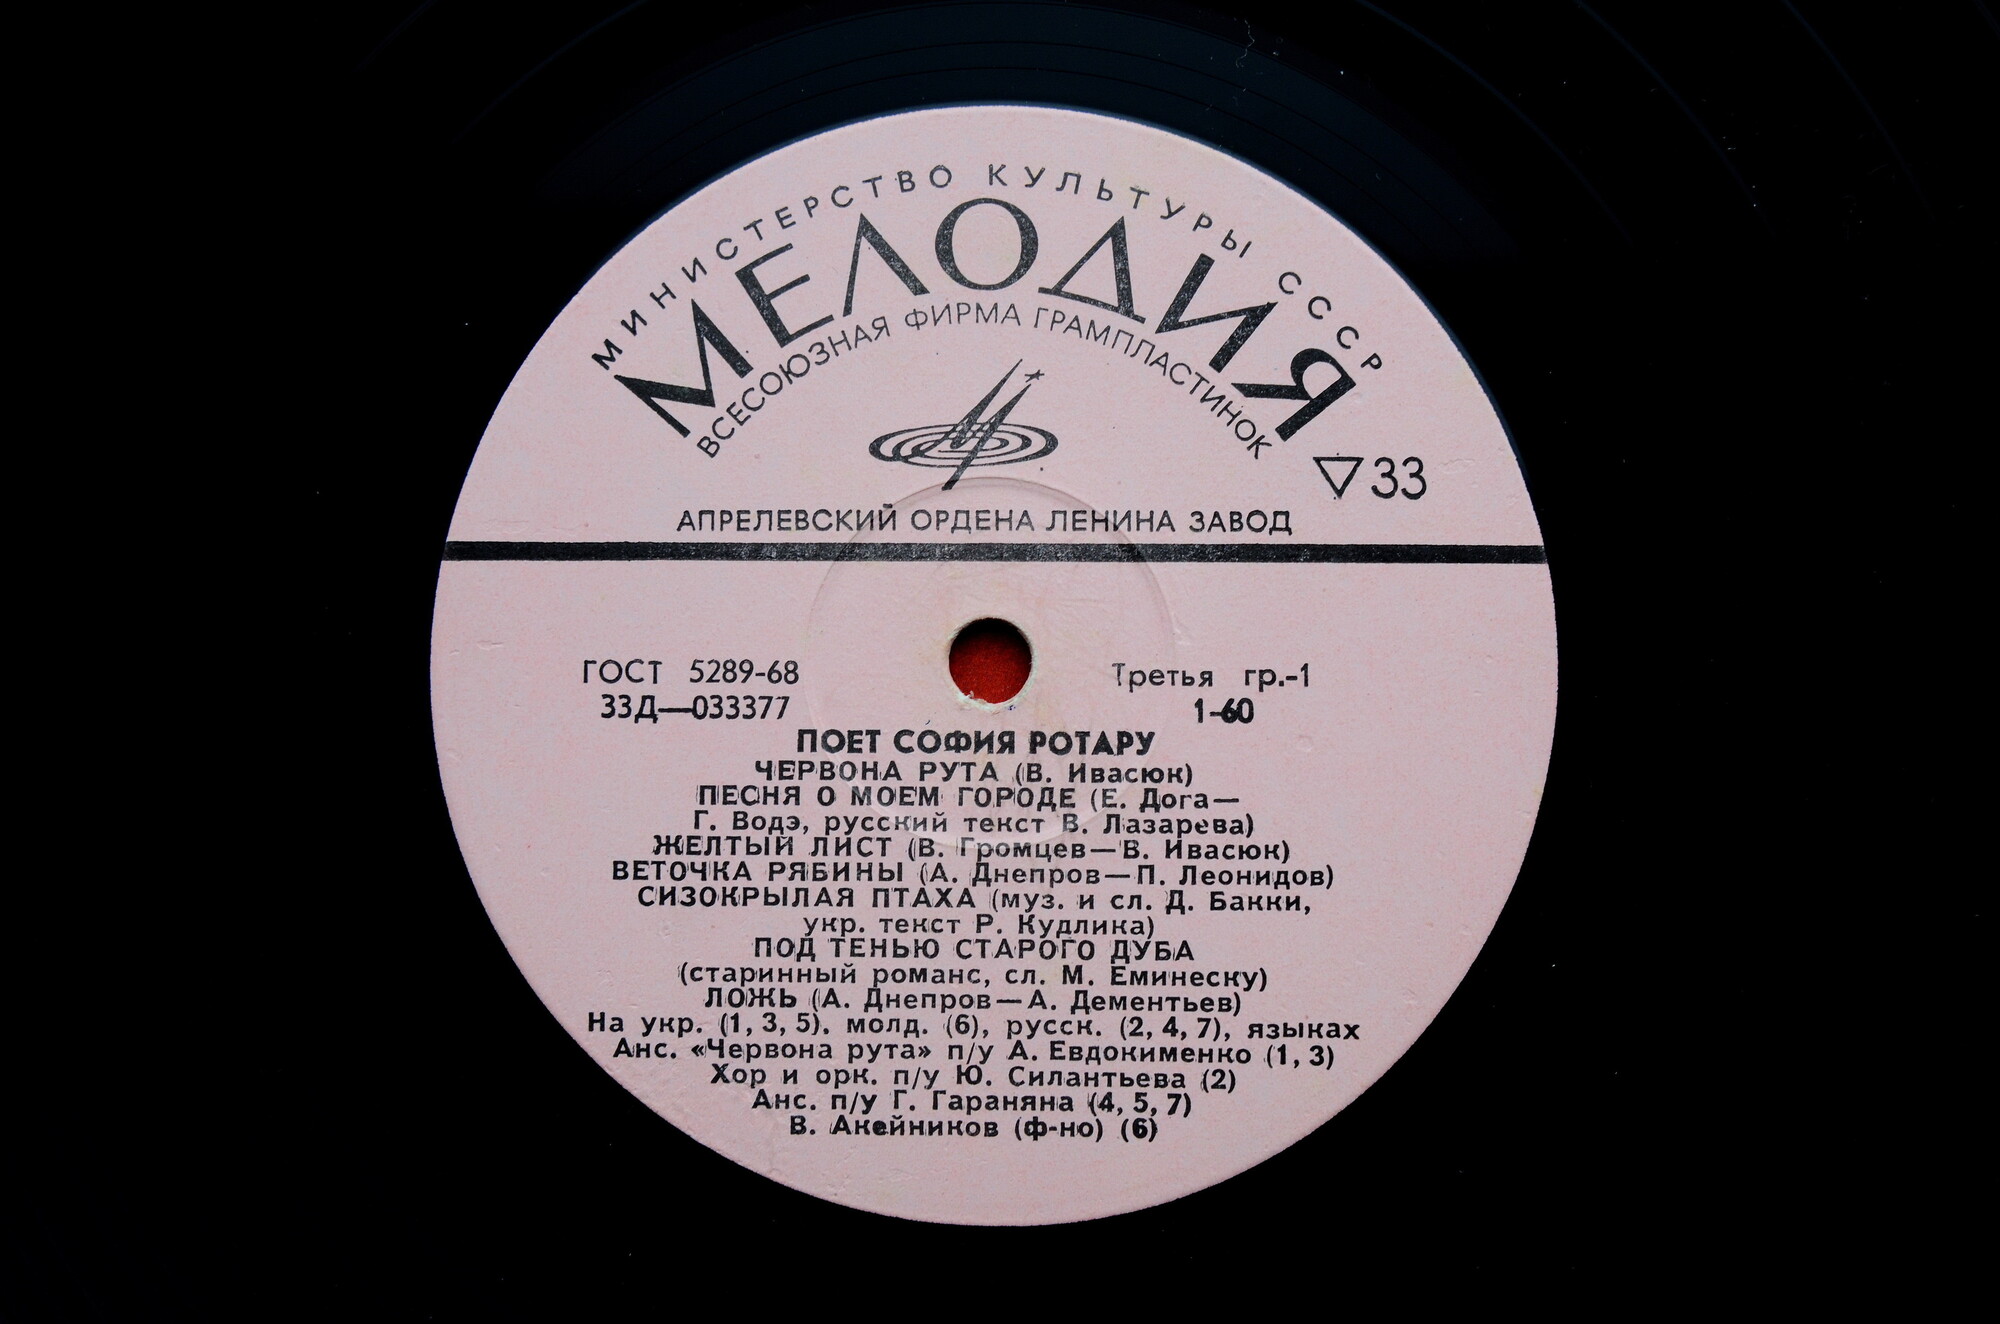 МИНИСТЕРСТВО КУЛЬТУРЫ СССР
МЕЛОДИЯ
ВСЕСОЮЗНАЯ ФИРМА ГРАМПЛАСТИНОК
▽33
АПРЕЛЕВСКИЙ ОРДЕНА ЛЕНИНА ЗАВОД
ГОСТ 5289-68 Третья гр.-1
33Д—033377 1-60
ПОЕТ СОФИЯ РОТАРУ
ЧЕРВОНА РУТА (В. Ивасюк)
ПЕСНЯ О МОЕМ ГОРОДЕ (Е. Дога—
Г. Водэ, русский текст В. Лазарева)
ЖЕЛТЫЙ ЛИСТ (В. Громцев—В. Ивасюк)
ВЕТОЧКА РЯБИНЫ (А. Днепров—П. Леонидов)
СИЗОКРЫЛАЯ ПТАХА (муз. и сл. Д. Бакки,
укр. текст Р. Кудлика)
ПОД ТЕНЬЮ СТАРОГО ДУБА
(старинный романс, сл. М. Еминеску)
ЛОЖЬ (А. Днепров—А. Дементьев)
На укр. (1, 3, 5), молд. (6), русск. (2, 4, 7), языках
Анс. «Червона рута» п/у А. Евдокименко (1, 3)
Хор и орк. п/у Ю. Силантьева (2)
Анс. п/у Г. Гараняна (4, 5, 7)
В. Акейников (ф-но) (6)